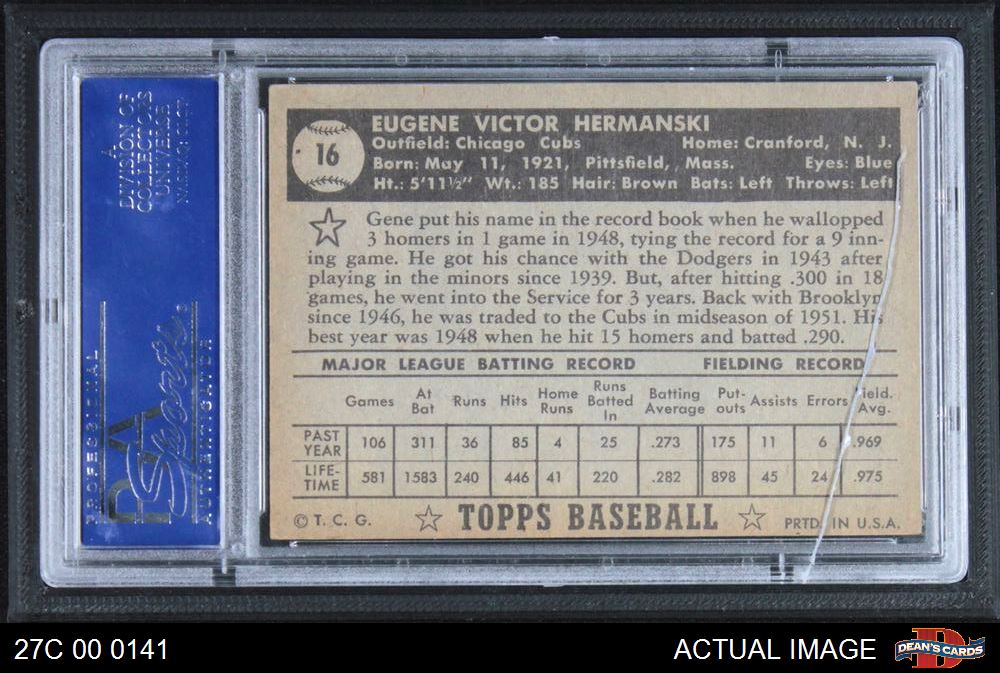 A
DIVISION OF
COLLECTORS
UNIVERSE
NASDAQ: CLCT
PROFESSIONAL
PSA
Sports
AUTHENTICATOR
16
EUGENE VICTOR HERMANSKI
Outfield: Chicago Cubs Home: Cranford, N. J.
Born: May 11, 1921, Pittsfield, Mass. Eyes: Blue
Ht.: 5'11½" Wt.: 185 Hair: Brown Bats: Left Throws: Left
Gene put his name in the record book when he wallopped
3 homers in 1 game in 1948, tying the record for a 9 inn-
ing game. He got his chance with the Dodgers in 1943 after
playing in the minors since 1939. But, after hitting .300 in 18
games, he went into the Service for 3 years. Back with Brooklyn
since 1946, he was traded to the Cubs in midseason of 1951. His
best year was 1948 when he hit 15 homers and batted .290.
MAJOR LEAGUE BATTING RECORD FIELDING RECORD
Games At Bat Runs Hits Home Runs Runs Batted In Batting Average Put-outs Assists Errors Field. Avg.
PAST YEAR 106 311 36 85 4 25 .273 175 11 6 .969
LIFE-TIME 581 1583 240 446 41 220 .282 898 45 24 .975
© T. C. G. TOPPS BASEBALL PRTD. IN U.S.A.
27C 00 0141 ACTUAL IMAGE DEAN'S CARDS